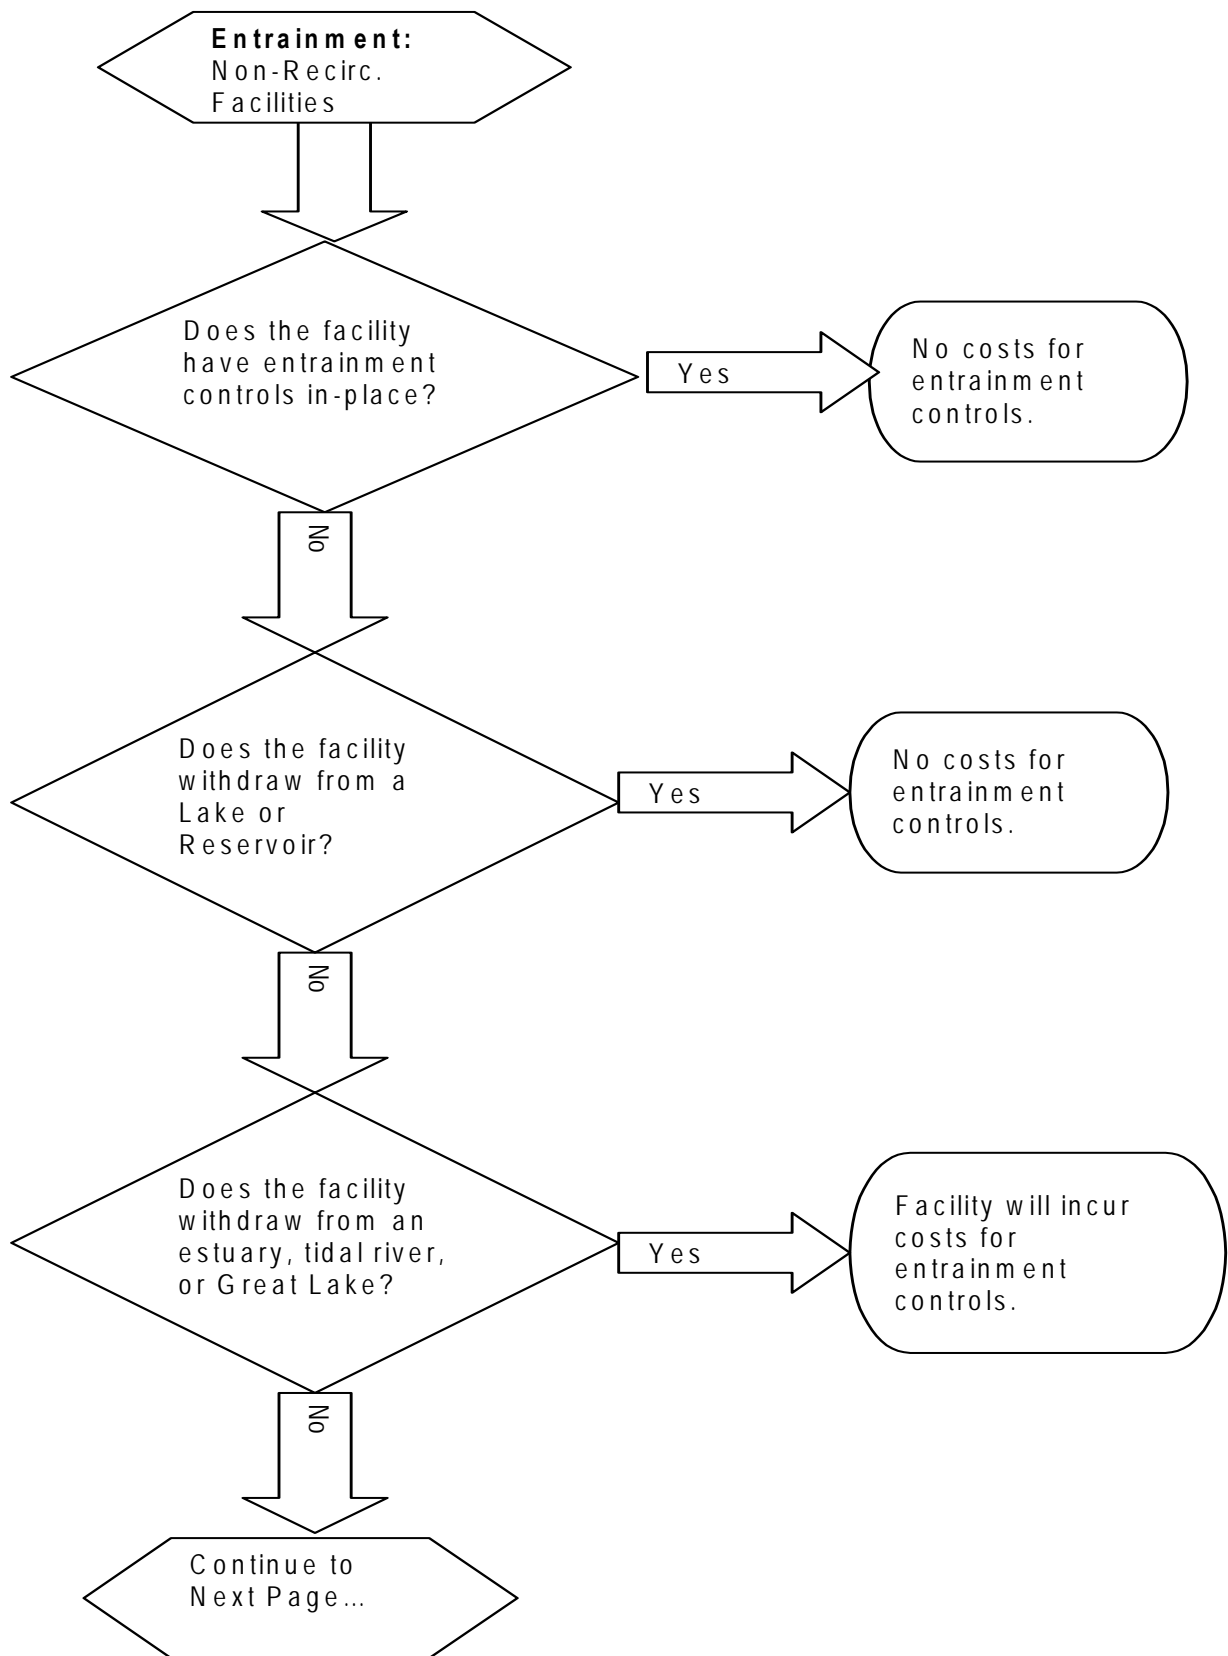 Entrainment:
Non-Recirc.
Facilities
Does the facility
have entrainment
controls in-place?
Yes
No costs for
entrainment
controls.
No
Does the facility
withdraw from a
Lake or
Reservoir?
Yes
No costs for
entrainment
controls.
No
Does the facility
withdraw from an
estuary, tidal river,
or Great Lake?
Yes
Facility will incur
costs for
entrainment
controls.
No
Continue to
Next Page...